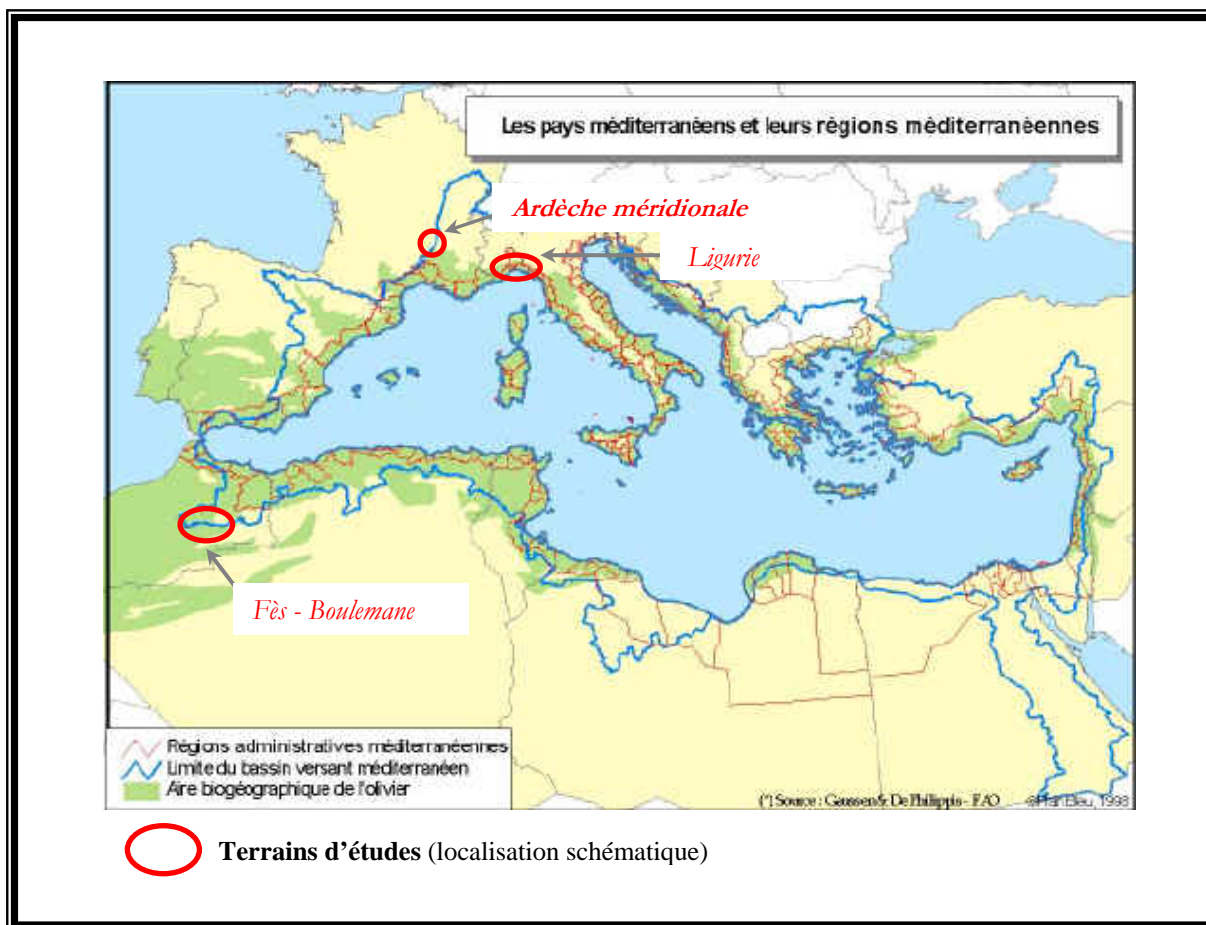 Les pays méditerranéens et leurs régions méditerranéennes
Ardèche méridionale
Ligurie
Fès - Boulemane
Régions administratives méditerranéennes
Limite du bassin versant méditerranéen
Aire biogéographique de l'olivier
(*) Source : Gaussen & De Philippis - FAO ©Plan Bleu, 1998
Terrains d'études (localisation schématique)